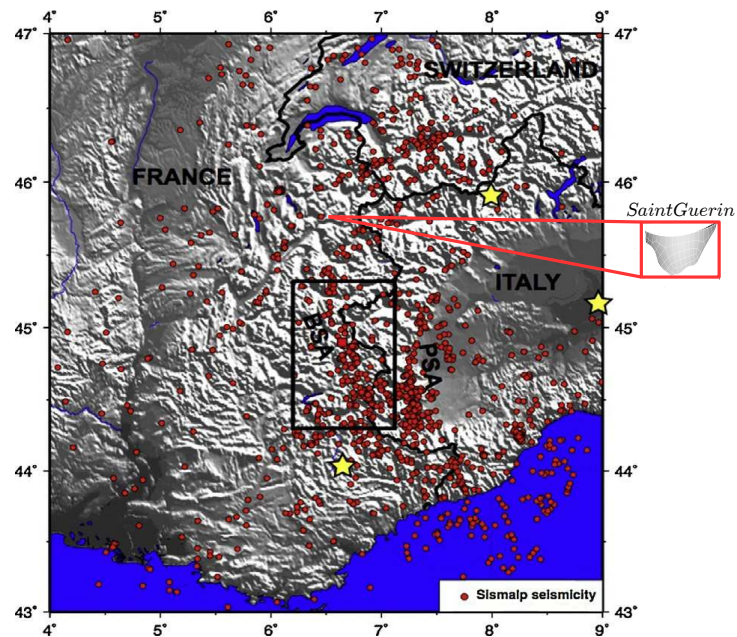 4° 5° 6° 7° 8° 9°
47° 47°
SWITZERLAND
FRANCE
46° 46°
SaintGuerin
ITALY
BSA
PSA
45° 45°
44° 44°
Sismalp seismicity
43° 43°
4° 5° 6° 7° 8° 9°